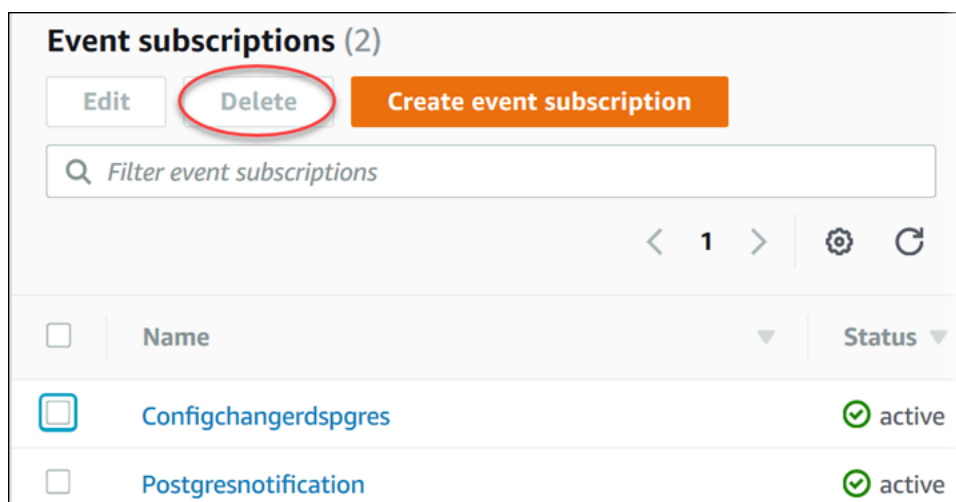 Event subscriptions (2)
Edit Delete Create event subscription
Filter event subscriptions
1
Name Status
Configchangerdspgres active
Postgresnotification active